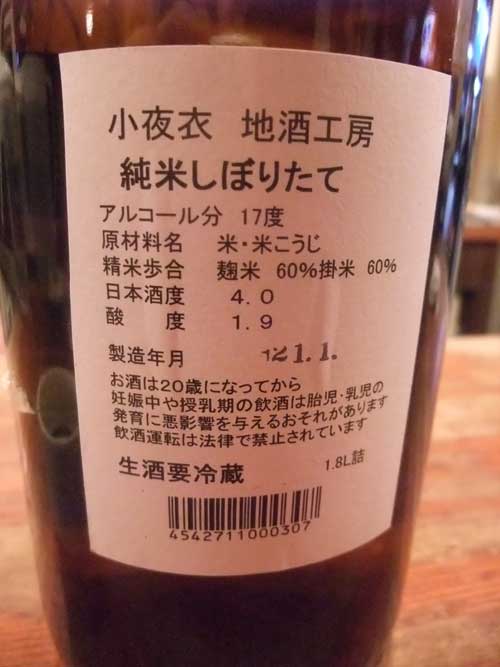 小夜衣 地酒工房
純米しぼりたて
アルコール分 17度
原材料名 米・米こうじ
精米歩合 麹米 60%掛米 60%
日本酒度 4.0
酸 度 1.9
製造年月 '21.1.
お酒は20歳になってから
妊娠中や授乳期の飲酒は胎児・乳児の
発育に悪影響を与えるおそれがあります
飲酒運転は法律で禁止されています
生酒要冷蔵 1.8L詰
4542711000307